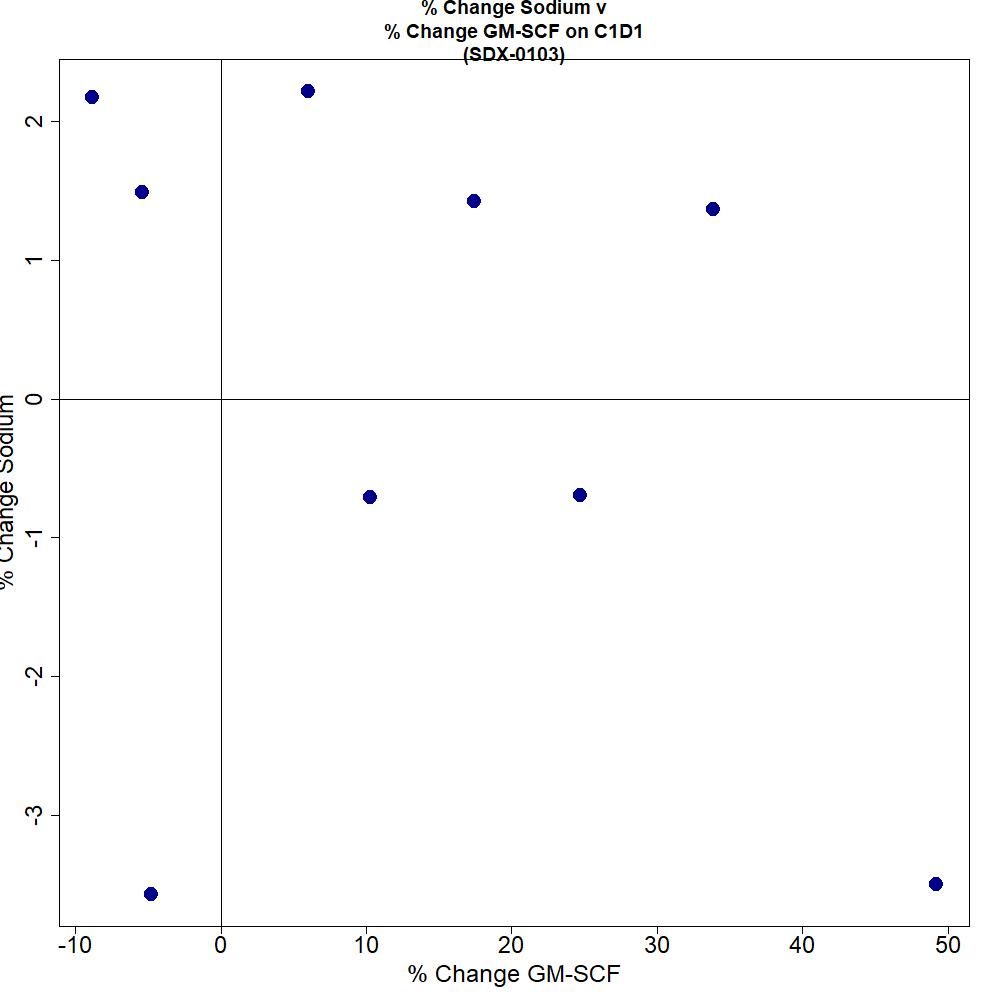 % Change Sodium v
% Change GM-SCF on C1D1
(SDX-0103)
2
1
0
-1
-2
-3
% Change Sodium
-10 0 10 20 30 40 50
% Change GM-SCF